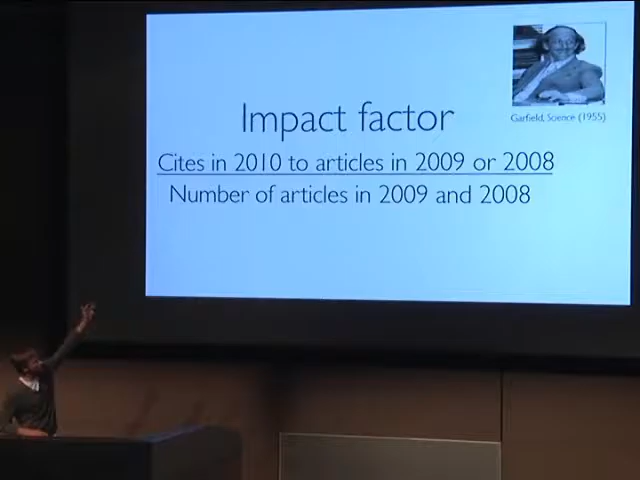 Garfield, Science (1955)
Impact factor
Cites in 2010 to articles in 2009 or 2008
Number of articles in 2009 and 2008